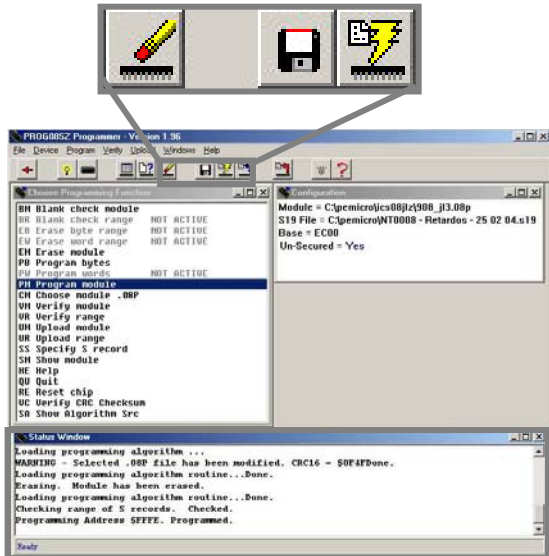 PROG08SZ Programmer - Version 1.96
File Device Program Verify Upload Windows Help
Choose Programming Function
BM Blank check module
BR Blank check range NOT ACTIVE
EB Erase byte range NOT ACTIVE
EW Erase word range NOT ACTIVE
EM Erase module
PB Program bytes
PW Program words NOT ACTIVE
PM Program module
CM Choose module .08P
VM Verify module
VR Verify range
UM Upload module
UR Upload range
SS Specify S record
SM Show module
HE Help
QU Quit
RE Reset chip
VC Verify CRC Checksum
SA Show Algorithm Src
Configuration
Module = C:\pemicro\ics08jlz\908_jl3.08p
S19 File = C:\pemicro\NT0008 - Retardos - 25 02 04.s19
Base = EC00
Un-Secured = Yes
Status Window
Loading programming algorithm ...
WARNING - Selected .08P file has been modified. CRC16 = $0F4FDone.
Loading programming algorithm routine...Done.
Erasing. Module has been erased.
Loading programming algorithm routine...Done.
Checking range of S records. Checked.
Programming Address $FFFE. Programmed.
Ready